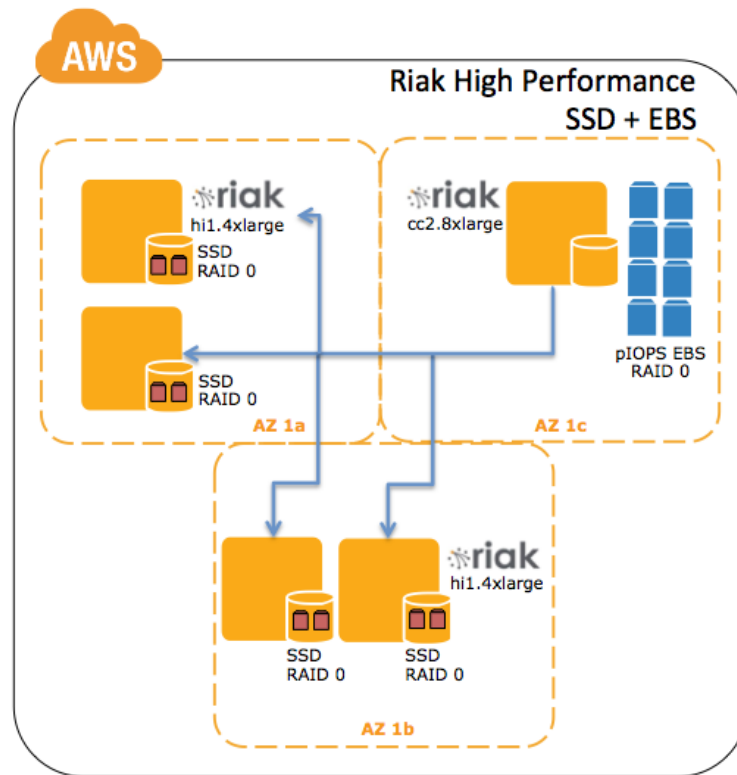 AWS
Riak High Performance
SSD + EBS
riak
hi1.4xlarge
SSD
RAID 0
SSD
RAID 0
AZ 1a
riak
cc2.8xlarge
pIOPS EBS
RAID 0
AZ 1c
riak
hi1.4xlarge
SSD
RAID 0
SSD
RAID 0
AZ 1b